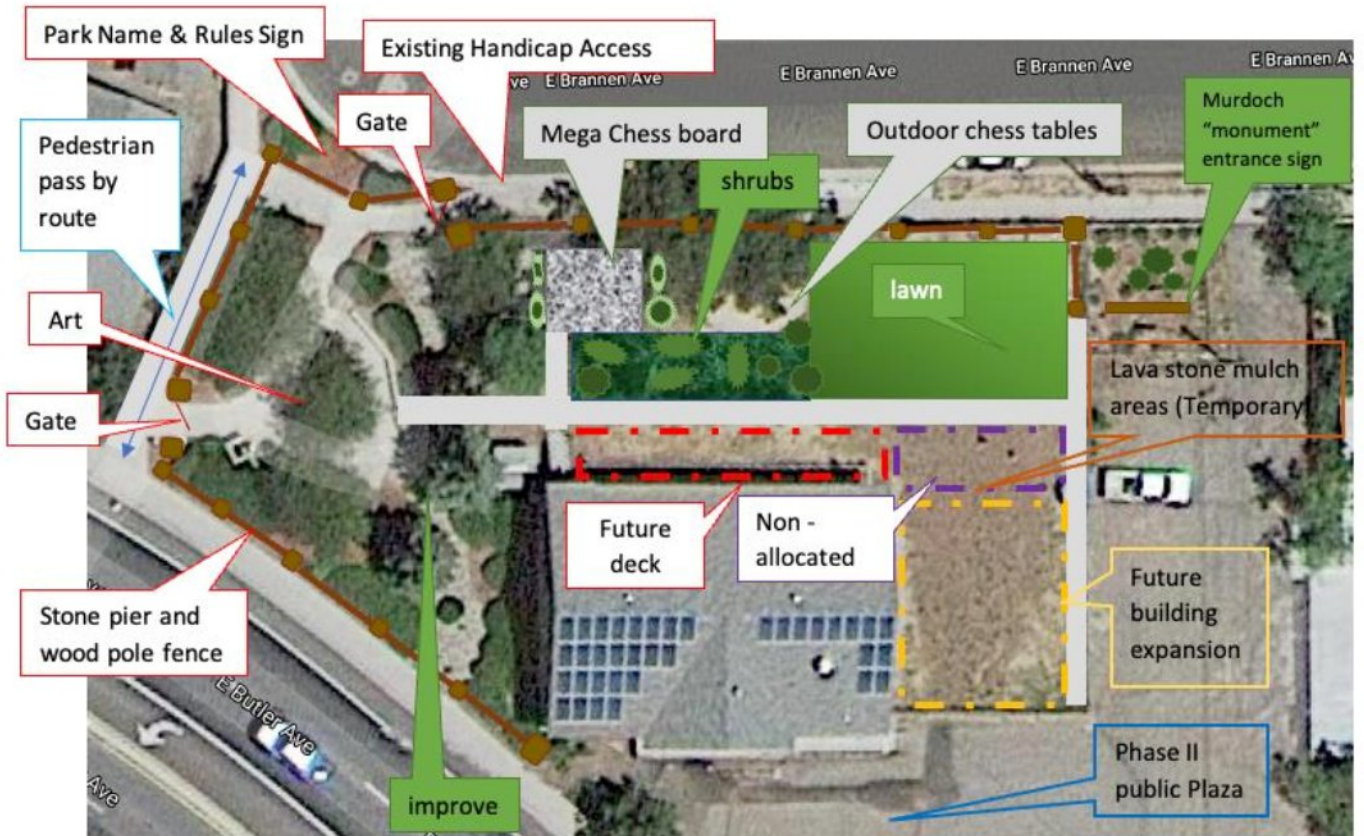 Park Name & Rules Sign
Existing Handicap Access
ve
E Brannen Ave
E Brannen Ave
E Brannen Ave
E Brannen Av
Murdoch
“monument”
entrance sign
Gate
Mega Chess board
Outdoor chess tables
Pedestrian
pass by
route
shrubs
lawn
Art
Lava stone mulch
areas (Temporary
Gate
Future
deck
Non -
allocated
Future
building
expansion
Stone pier and
wood pole fence
E Butler Ave
Ave
improve
Phase II
public Plaza